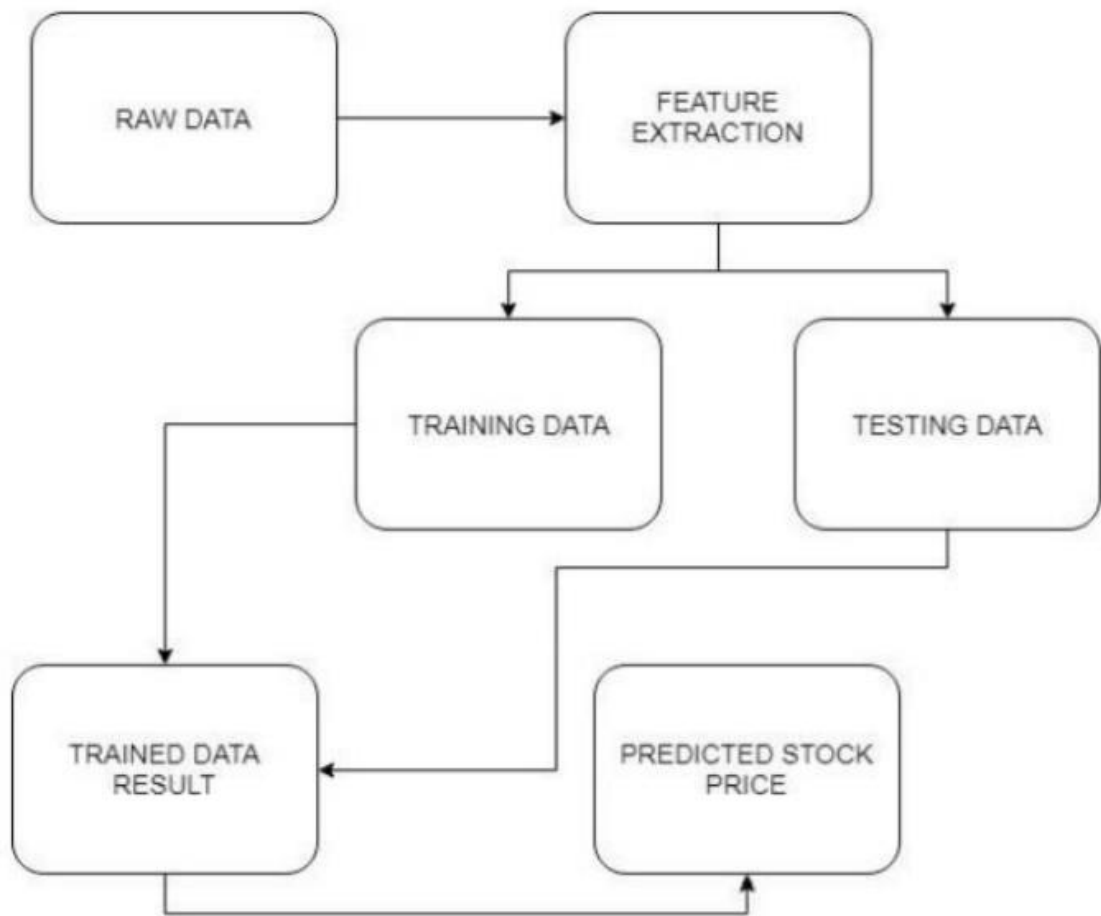 RAW DATA
FEATURE
EXTRACTION
TRAINING DATA
TESTING DATA
TRAINED DATA
RESULT
PREDICTED STOCK
PRICE